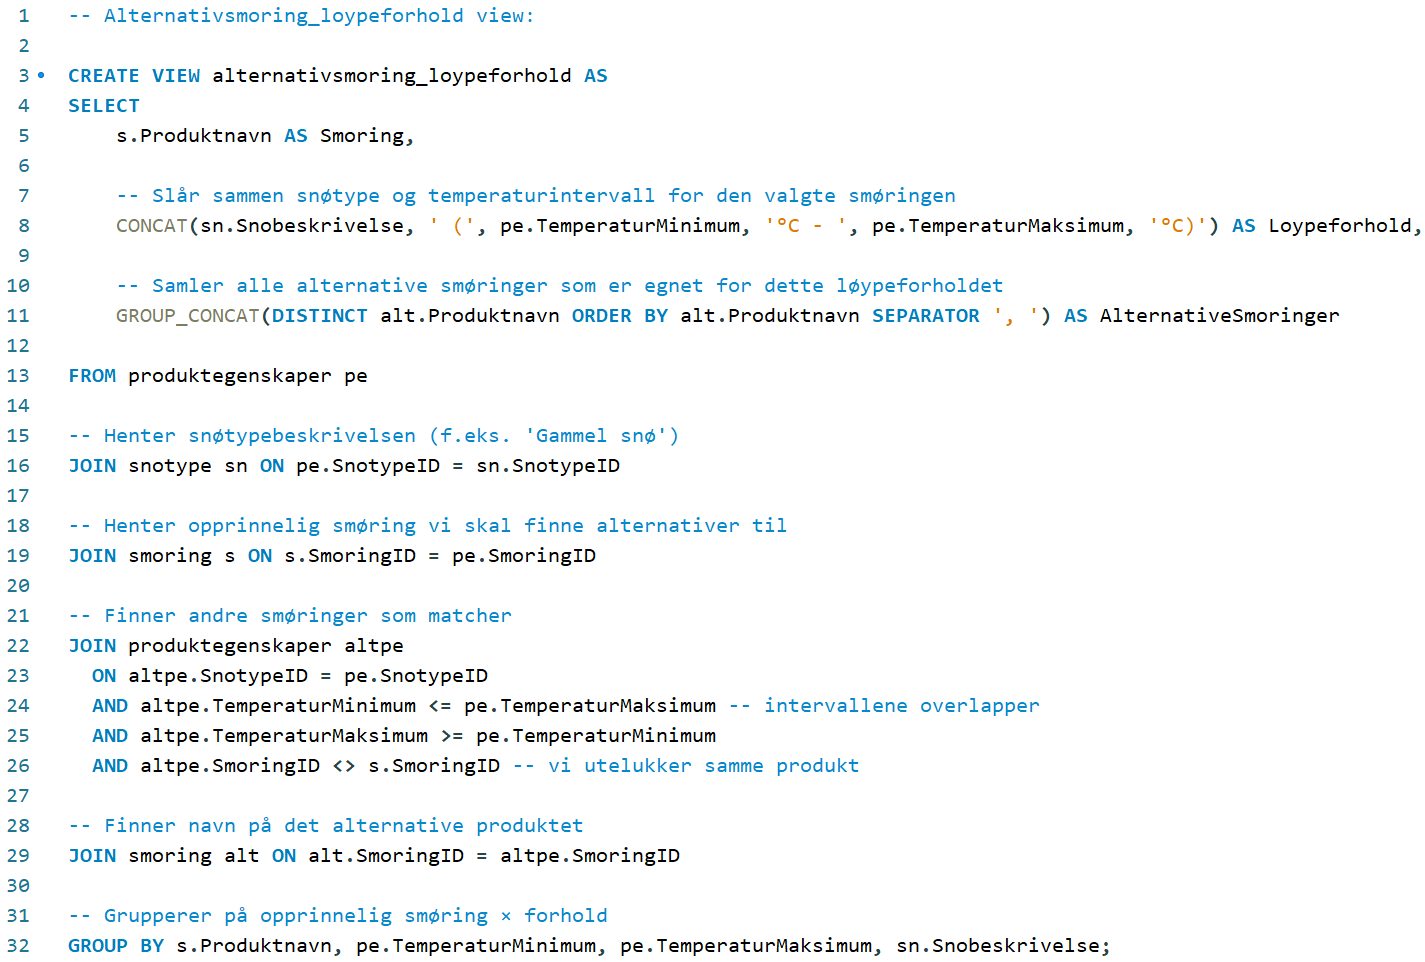 1 -- Alternativsmoring_loypeforhold view:
2
3 • CREATE VIEW alternativsmoring_loypeforhold AS
4 SELECT
5 s.Produktnavn AS Smoring,
6
7 -- Slår sammen snøtype og temperaturintervall for den valgte smøringen
8 CONCAT(sn.Snobeskrivelse, ' (', pe.TemperaturMinimum, '°C - ', pe.TemperaturMaksimum, '°C)') AS Loypeforhold,
9
10 -- Samler alle alternative smøringer som er egnet for dette løypeforholdet
11 GROUP_CONCAT(DISTINCT alt.Produktnavn ORDER BY alt.Produktnavn SEPARATOR ', ') AS AlternativeSmoringer
12
13 FROM produktegenskaper pe
14
15 -- Henter snøtypebeskrivelsen (f.eks. 'Gammel snø')
16 JOIN snotype sn ON pe.SnotypeID = sn.SnotypeID
17
18 -- Henter opprinnelig smøring vi skal finne alternativer til
19 JOIN smoring s ON s.SmoringID = pe.SmoringID
20
21 -- Finner andre smøringer som matcher
22 JOIN produktegenskaper altpe
23 ON altpe.SnotypeID = pe.SnotypeID
24 AND altpe.TemperaturMinimum <= pe.TemperaturMaksimum -- intervallene overlapper
25 AND altpe.TemperaturMaksimum >= pe.TemperaturMinimum
26 AND altpe.SmoringID <> s.SmoringID -- vi utelukker samme produkt
27
28 -- Finner navn på det alternative produktet
29 JOIN smoring alt ON alt.SmoringID = altpe.SmoringID
30
31 -- Grupperer på opprinnelig smøring × forhold
32 GROUP BY s.Produktnavn, pe.TemperaturMinimum, pe.TemperaturMaksimum, sn.Snobeskrivelse;